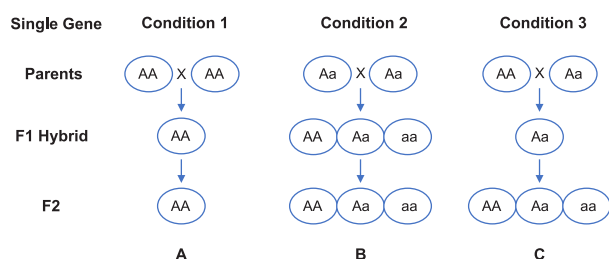 Single Gene Condition 1 Condition 2 Condition 3
Parents AA X AA Aa X Aa AA X Aa
F1 Hybrid AA AA Aa aa Aa
F2 AA AA Aa aa AA Aa aa
A B C